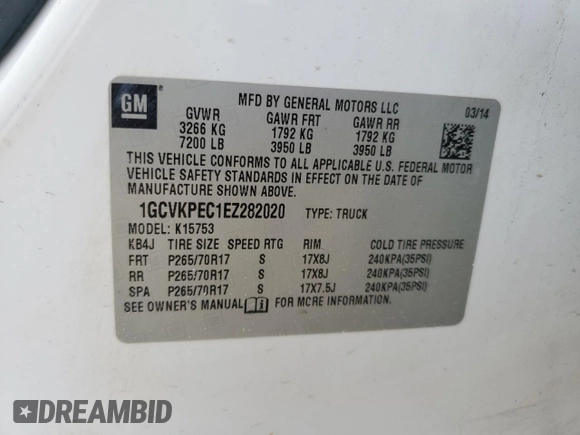 GM
MFD BY GENERAL MOTORS LLC
03/14
GVWR GAWR FRT GAWR RR
3266 KG 1792 KG 1792 KG
7200 LB 3950 LB 3950 LB
THIS VEHICLE CONFORMS TO ALL APPLICABLE U.S. FEDERAL MOTOR
VEHICLE SAFETY STANDARDS IN EFFECT ON THE DATE OF
MANUFACTURE SHOWN ABOVE.
1GCVKPEC1EZ282020 TYPE: TRUCK
MODEL: K15753
KB4J TIRE SIZE SPEED RTG RIM COLD TIRE PRESSURE
FRT P265/70R17 S 17X8J 240KPA(35PSI)
RR P265/70R17 S 17X8J 240KPA(35PSI)
SPA P265/70R17 S 17X7.5J 240KPA(35PSI)
SEE OWNER'S MANUAL FOR MORE INFORMATION.
DREAMBID